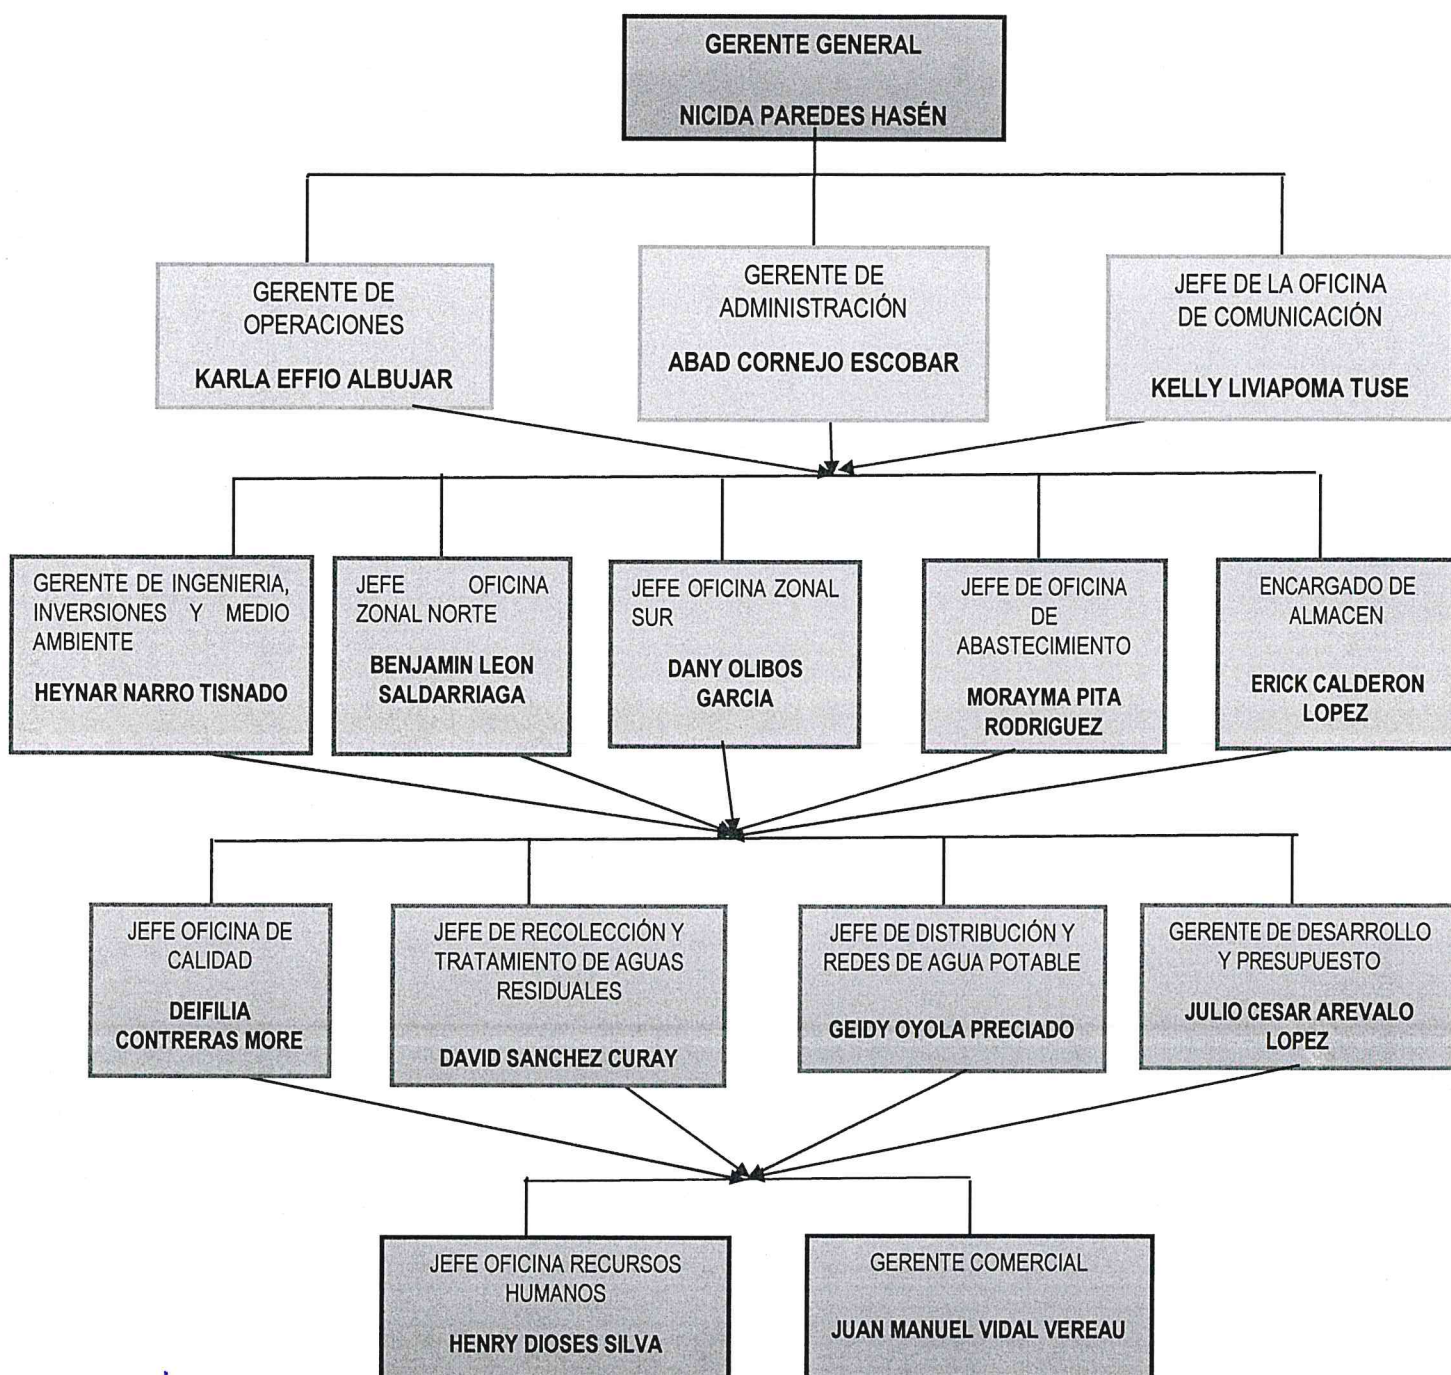 GERENTE GENERAL
NICIDA PAREDES HASÉN
GERENTE DE
OPERACIONES
KARLA EFFIO ALBUJAR
GERENTE DE
ADMINISTRACIÓN
ABAD CORNEJO ESCOBAR
JEFE DE LA OFICINA
DE COMUNICACIÓN
KELLY LIVIAPOMA TUSE
GERENTE DE INGENIERIA,
INVERSIONES Y MEDIO
AMBIENTE
HEYNAR NARRO TISNADO
JEFE OFICINA
ZONAL NORTE
BENJAMIN LEON
SALDARRIAGA
JEFE OFICINA ZONAL
SUR
DANY OLIBOS
GARCIA
JEFE DE OFICINA
DE
ABASTECIMIENTO
MORAYMA PITA
RODRIGUEZ
ENCARGADO DE
ALMACEN
ERICK CALDERON
LOPEZ
JEFE OFICINA DE
CALIDAD
DEIFILIA
CONTRERAS MORE
JEFE DE RECOLECCIÓN Y
TRATAMIENTO DE AGUAS
RESIDUALES
DAVID SANCHEZ CURAY
JEFE DE DISTRIBUCIÓN Y
REDES DE AGUA POTABLE
GEIDY OYOLA PRECIADO
GERENTE DE DESARROLLO
Y PRESUPUESTO
JULIO CESAR AREVALO
LOPEZ
JEFE OFICINA RECURSOS
HUMANOS
HENRY DIOSES SILVA
GERENTE COMERCIAL
JUAN MANUEL VIDAL VEREAU